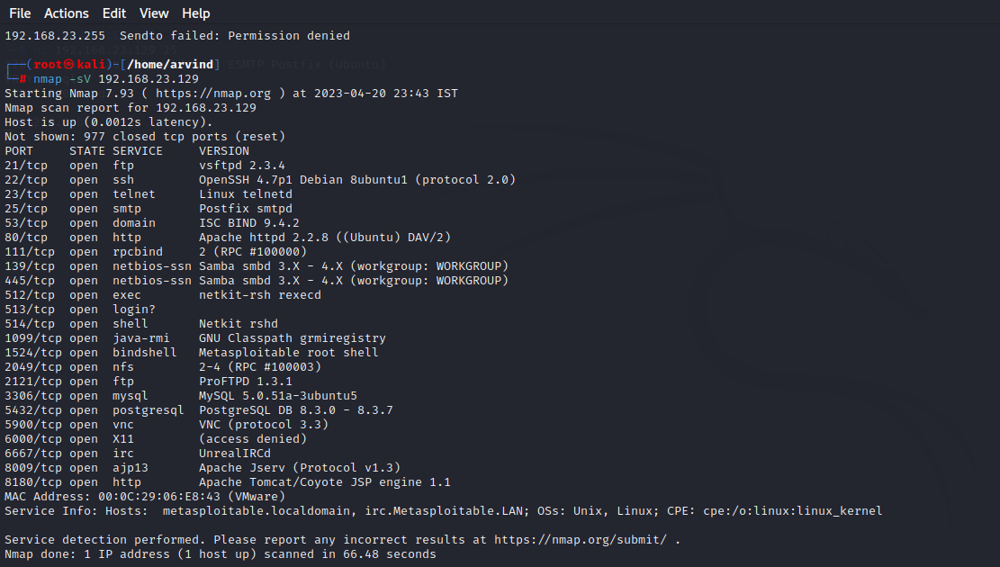 File Actions Edit View Help
192.168.23.255  Sendto failed: Permission denied
┌──(root㉿kali)-[/home/arvind] ESMTP Postfix (Ubuntu)
└─# nmap -sV 192.168.23.129
Starting Nmap 7.93 ( https://nmap.org ) at 2023-04-20 23:43 IST
Nmap scan report for 192.168.23.129
Host is up (0.0012s latency).
Not shown: 977 closed tcp ports (reset)
PORT     STATE SERVICE     VERSION
21/tcp   open  ftp         vsftpd 2.3.4
22/tcp   open  ssh         OpenSSH 4.7p1 Debian 8ubuntu1 (protocol 2.0)
23/tcp   open  telnet      Linux telnetd
25/tcp   open  smtp        Postfix smtpd
53/tcp   open  domain      ISC BIND 9.4.2
80/tcp   open  http        Apache httpd 2.2.8 ((Ubuntu) DAV/2)
111/tcp  open  rpcbind     2 (RPC #100000)
139/tcp  open  netbios-ssn Samba smbd 3.X - 4.X (workgroup: WORKGROUP)
445/tcp  open  netbios-ssn Samba smbd 3.X - 4.X (workgroup: WORKGROUP)
512/tcp  open  exec        netkit-rsh rexecd
513/tcp  open  login?
514/tcp  open  shell       Netkit rshd
1099/tcp open  java-rmi    GNU Classpath grmiregistry
1524/tcp open  bindshell   Metasploitable root shell
2049/tcp open  nfs         2-4 (RPC #100003)
2121/tcp open  ftp         ProFTPD 1.3.1
3306/tcp open  mysql       MySQL 5.0.51a-3ubuntu5
5432/tcp open  postgresql  PostgreSQL DB 8.3.0 - 8.3.7
5900/tcp open  vnc         VNC (protocol 3.3)
6000/tcp open  X11         (access denied)
6667/tcp open  irc         UnrealIRCd
8009/tcp open  ajp13       Apache Jserv (Protocol v1.3)
8180/tcp open  http        Apache Tomcat/Coyote JSP engine 1.1
MAC Address: 00:0C:29:06:E8:43 (VMware)
Service Info: Hosts:  metasploitable.localdomain, irc.Metasploitable.LAN; OSs: Unix, Linux; CPE: cpe:/o:linux:linux_kernel
Service detection performed. Please report any incorrect results at https://nmap.org/submit/ .
Nmap done: 1 IP address (1 host up) scanned in 66.48 seconds